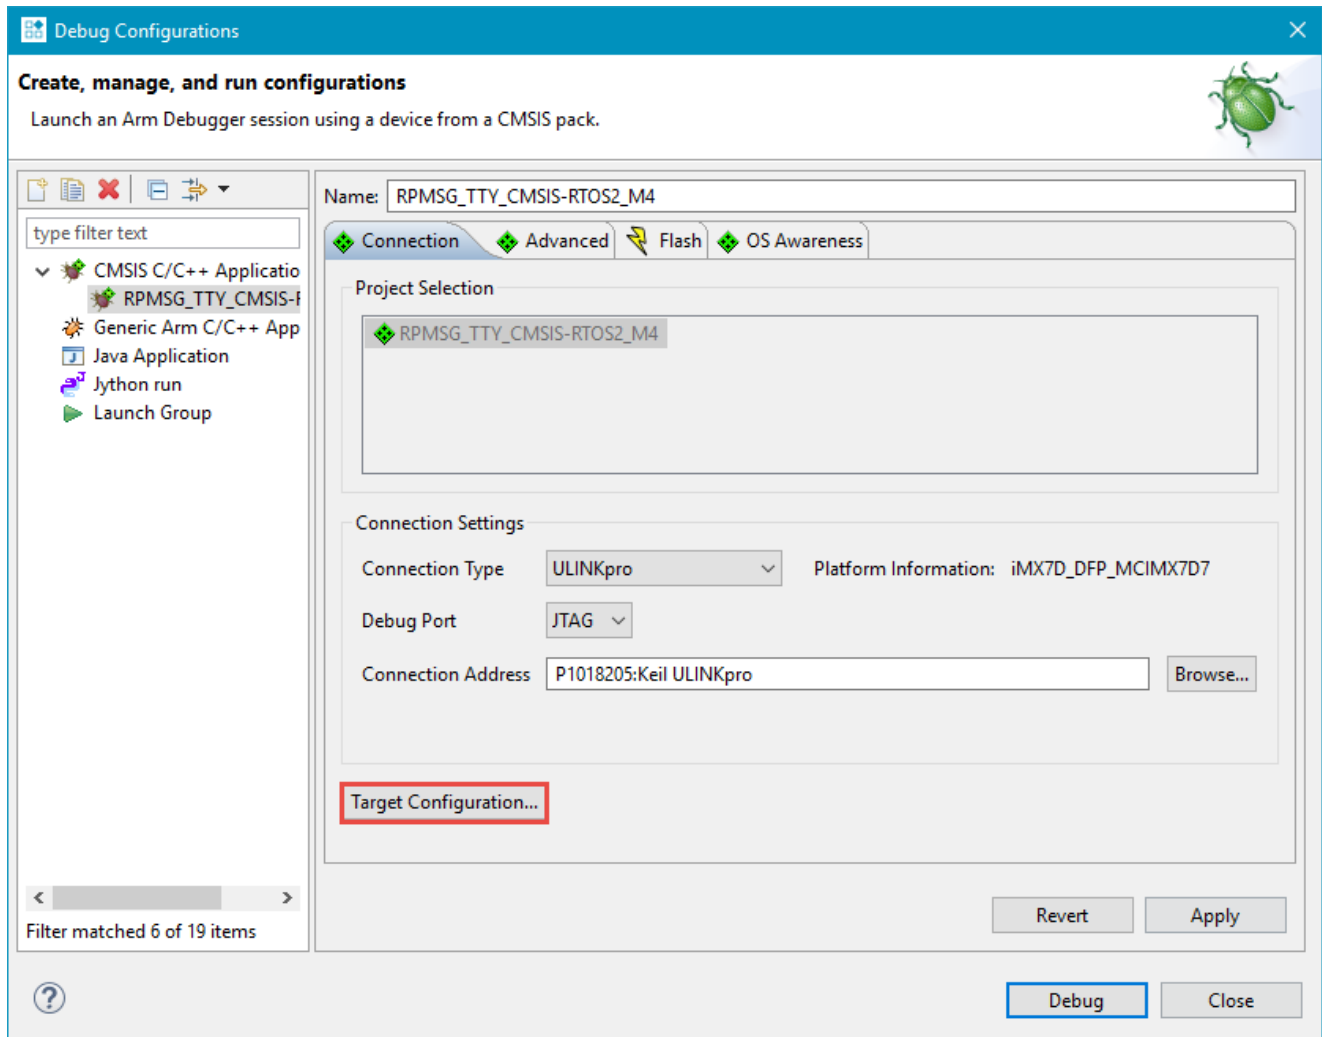 Debug Configurations
Create, manage, and run configurations
Launch an Arm Debugger session using a device from a CMSIS pack.
type filter text
CMSIS C/C++ Applicatio
RPMSG_TTY_CMSIS-
Generic Arm C/C++ App
Java Application
Jython run
Launch Group
Filter matched 6 of 19 items
Name: RPMSG_TTY_CMSIS-RTOS2_M4
Connection Advanced Flash OS Awareness
Project Selection
RPMSG_TTY_CMSIS-RTOS2_M4
Connection Settings
Connection Type ULINKpro Platform Information: iMX7D_DFP_MCIMX7D7
Debug Port JTAG
Connection Address P1018205:Keil ULINKpro Browse...
Target Configuration...
Revert Apply
Debug Close